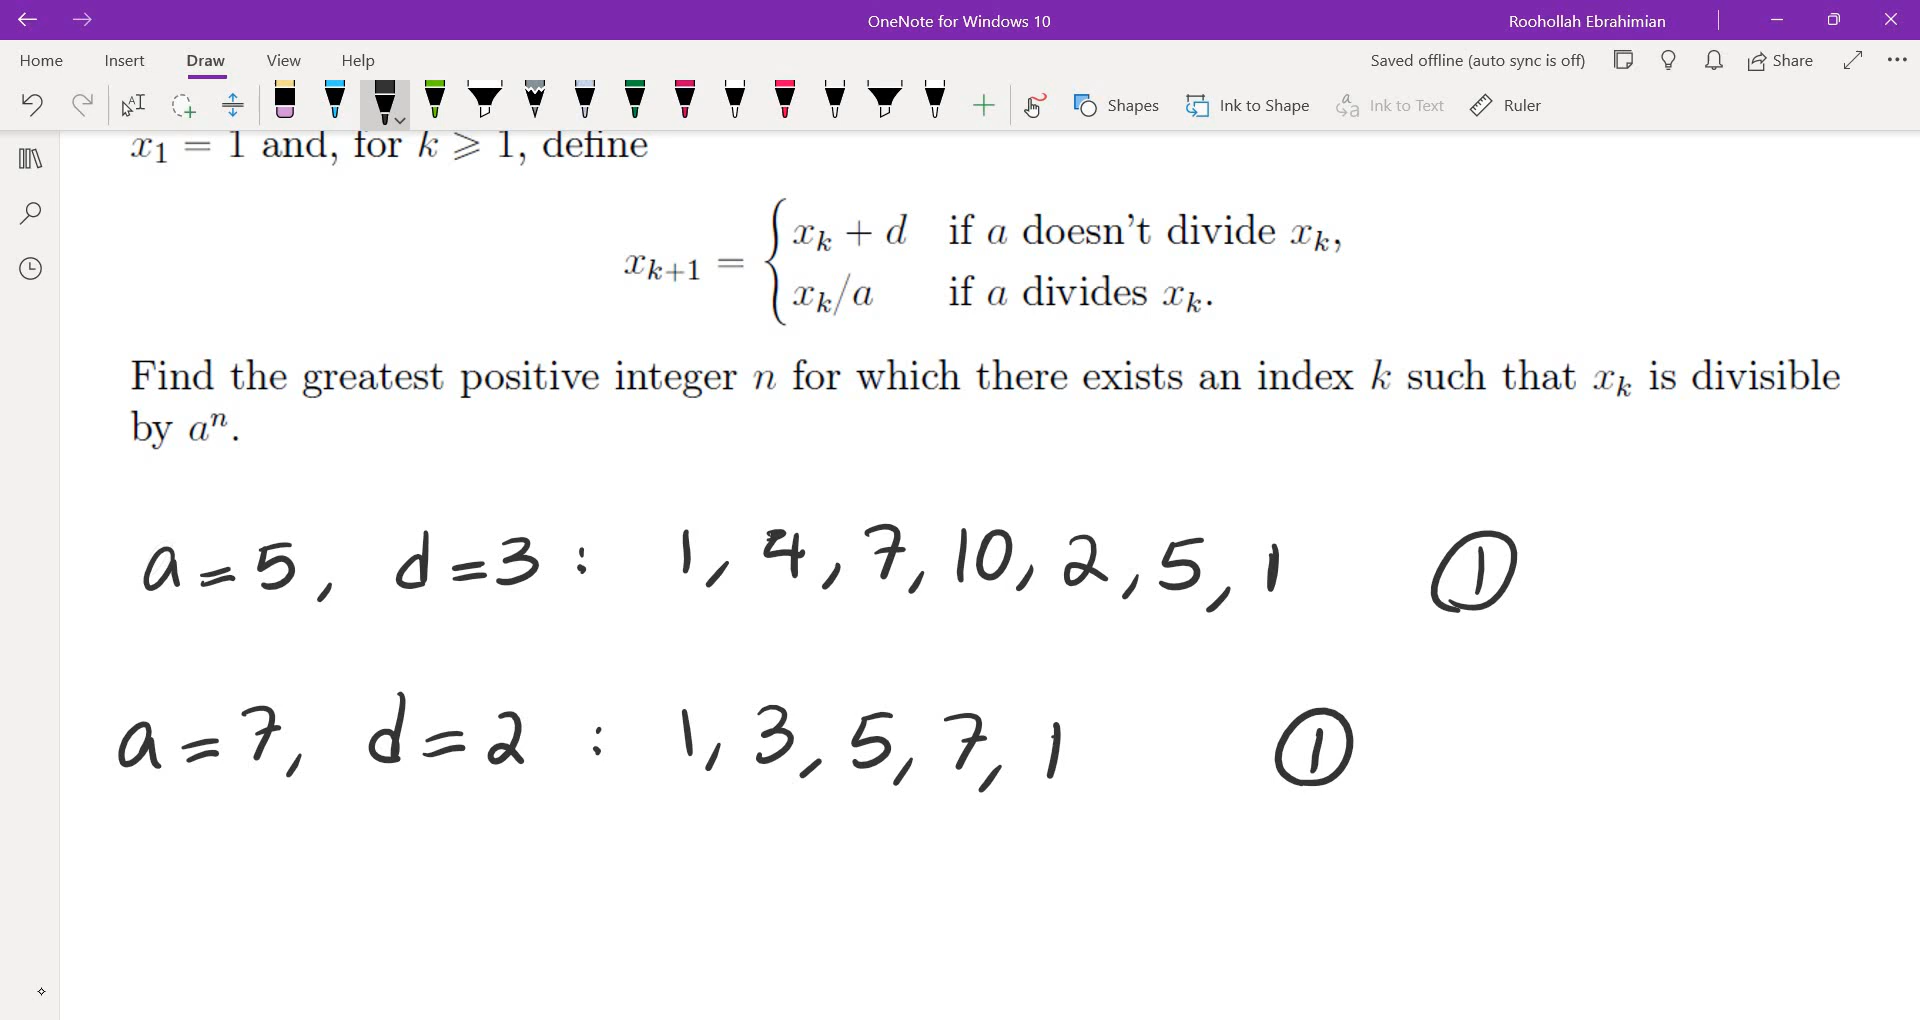 OneNote for Windows 10
Roohollah Ebrahimian
Home Insert Draw View Help
Saved offline (auto sync is off) Share
Shapes Ink to Shape Ink to Text Ruler
x₁ = 1 and, for k ⩾ 1, define
xₖ₊₁ = { xₖ + d if a doesn't divide xₖ,
xₖ/a if a divides xₖ.
Find the greatest positive integer n for which there exists an index k such that xₖ is divisible
by aⁿ.
a = 5, d = 3 : 1, 4, 7, 10, 2, 5, 1 ①
a = 7, d = 2 : 1, 3, 5, 7, 1 ①